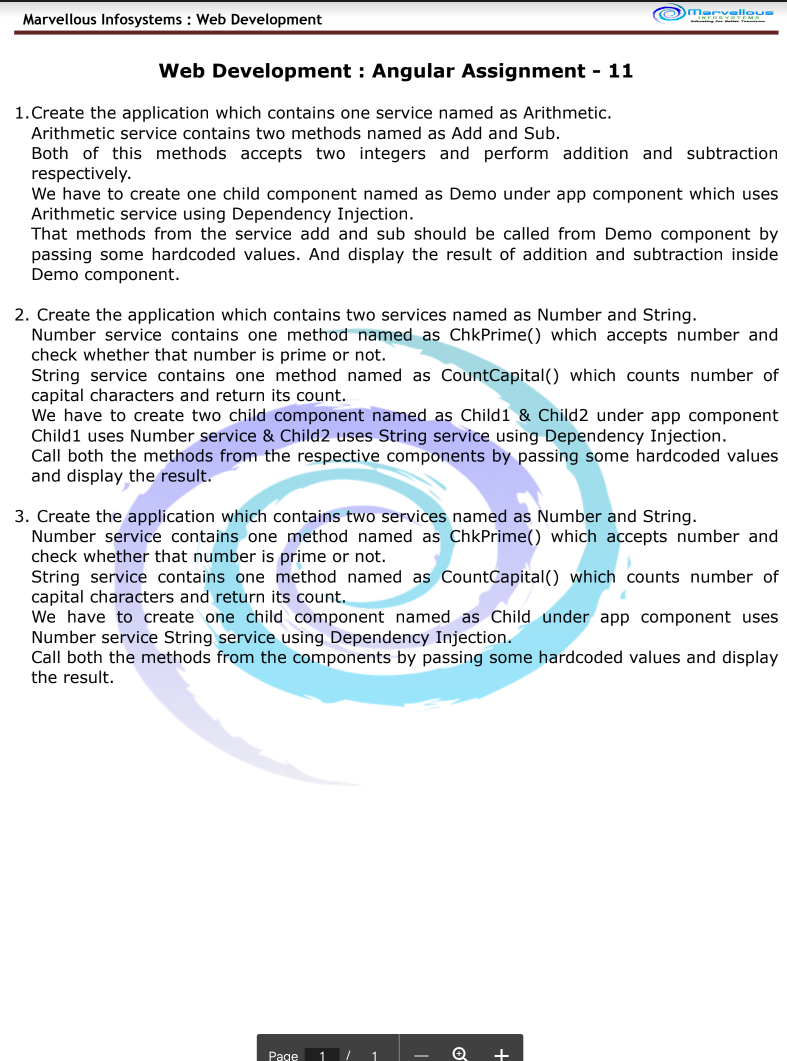 Marvellous Infosystems : Web Development
Marvellous
INFOSYSTEMS
Educating for Better Tomorrow
Web Development : Angular Assignment - 11
1.Create the application which contains one service named as Arithmetic.
Arithmetic service contains two methods named as Add and Sub.
Both of this methods accepts two integers and perform addition and subtraction
respectively.
We have to create one child component named as Demo under app component which uses
Arithmetic service using Dependency Injection.
That methods from the service add and sub should be called from Demo component by
passing some hardcoded values. And display the result of addition and subtraction inside
Demo component.
2. Create the application which contains two services named as Number and String.
Number service contains one method named as ChkPrime() which accepts number and
check whether that number is prime or not.
String service contains one method named as CountCapital() which counts number of
capital characters and return its count.
We have to create two child component named as Child1 & Child2 under app component
Child1 uses Number service & Child2 uses String service using Dependency Injection.
Call both the methods from the respective components by passing some hardcoded values
and display the result.
3. Create the application which contains two services named as Number and String.
Number service contains one method named as ChkPrime() which accepts number and
check whether that number is prime or not.
String service contains one method named as CountCapital() which counts number of
capital characters and return its count.
We have to create one child component named as Child under app component uses
Number service String service using Dependency Injection.
Call both the methods from the components by passing some hardcoded values and display
the result.
Page 1 / 1